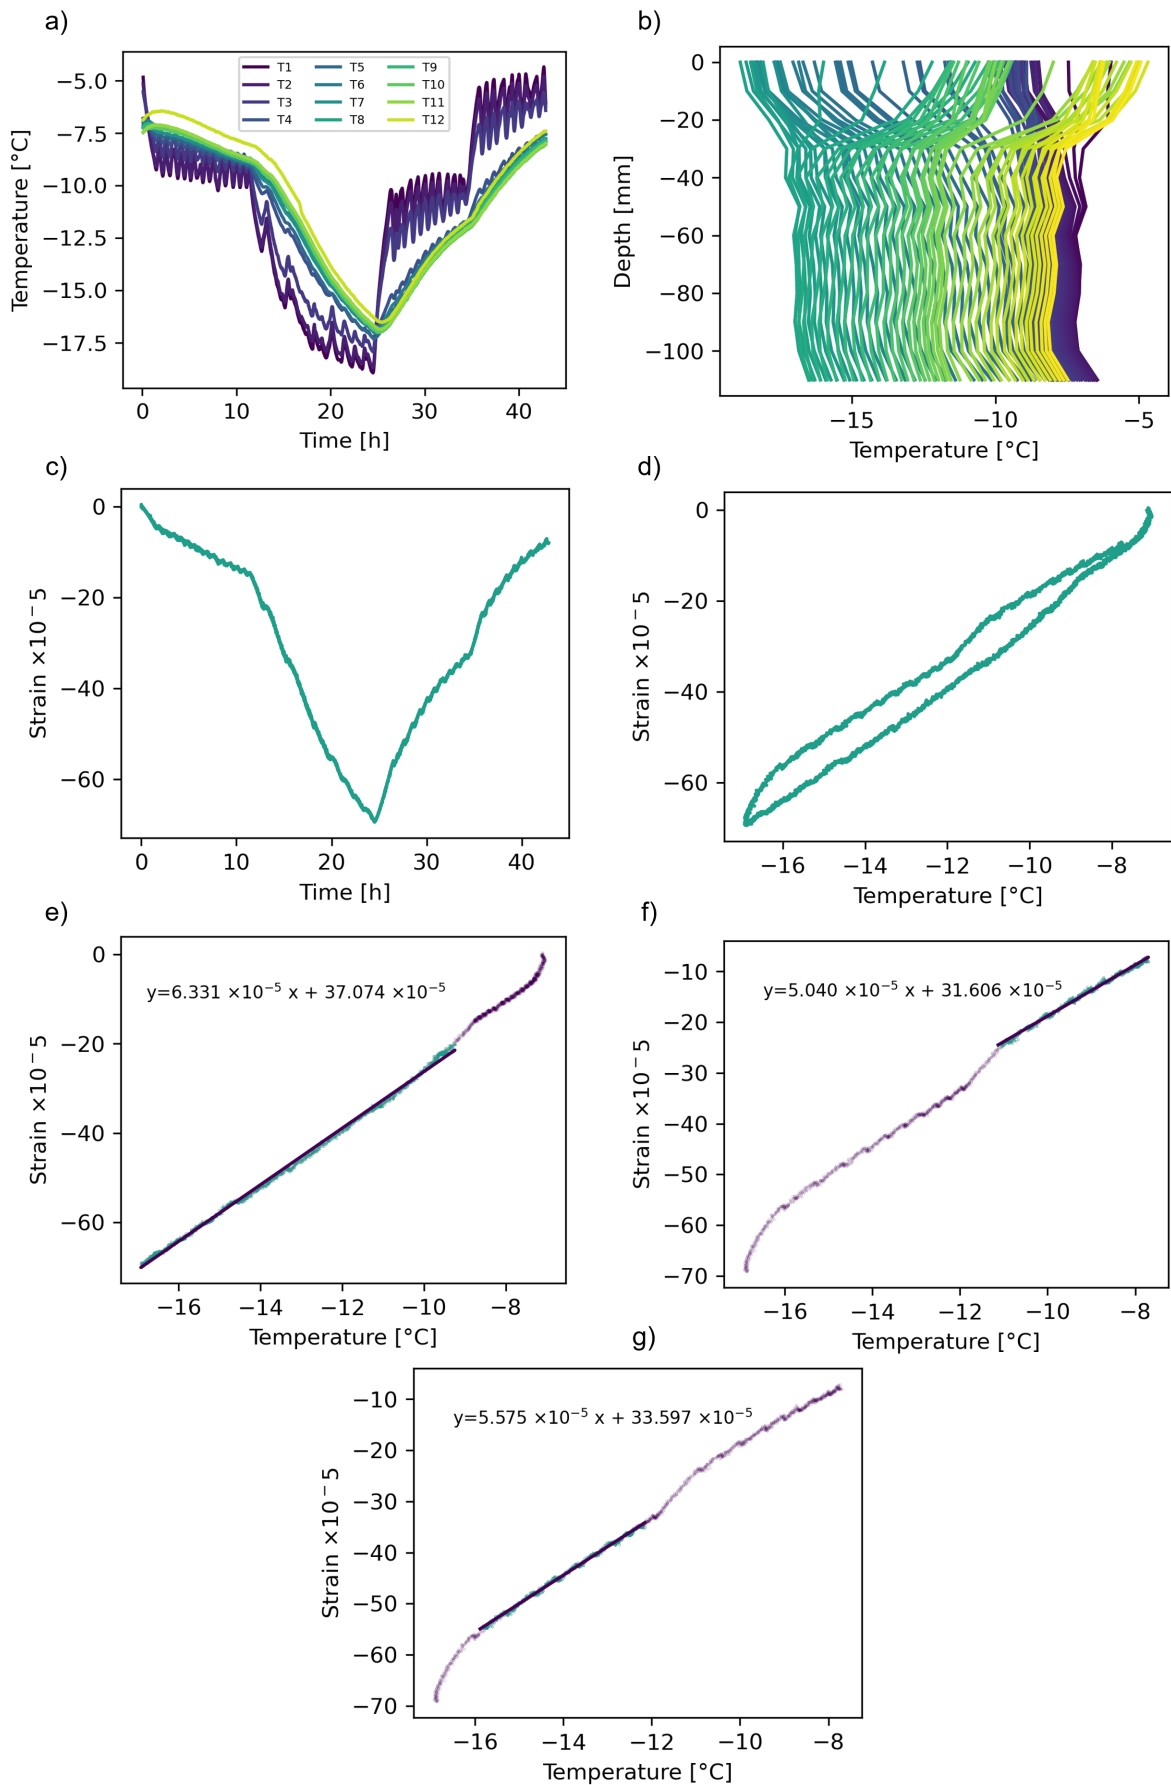 a)
−5.0
−7.5
−10.0
−12.5
−15.0
−17.5
Temperature [°C]
T1 T5 T9
T2 T6 T10
T3 T7 T11
T4 T8 T12
0 10 20 30 40
Time [h]
b)
0
−20
−40
−60
−80
−100
Depth [mm]
−15 −10 −5
Temperature [°C]
c)
0
−20
−40
−60
Strain ×10⁻ 5
0 10 20 30 40
Time [h]
d)
0
−20
−40
−60
Strain ×10⁻ 5
−16 −14 −12 −10 −8
Temperature [°C]
e)
0
−20
−40
−60
Strain ×10⁻ 5
y=6.331 ×10⁻⁵ x + 37.074 ×10⁻⁵
−16 −14 −12 −10 −8
Temperature [°C]
f)
−10
−20
−30
−40
−50
−60
−70
Strain ×10⁻ 5
y=5.040 ×10⁻⁵ x + 31.606 ×10⁻⁵
−16 −14 −12 −10 −8
Temperature [°C]
g)
−10
−20
−30
−40
−50
−60
−70
Strain ×10⁻ 5
y=5.575 ×10⁻⁵ x + 33.597 ×10⁻⁵
−16 −14 −12 −10 −8
Temperature [°C]